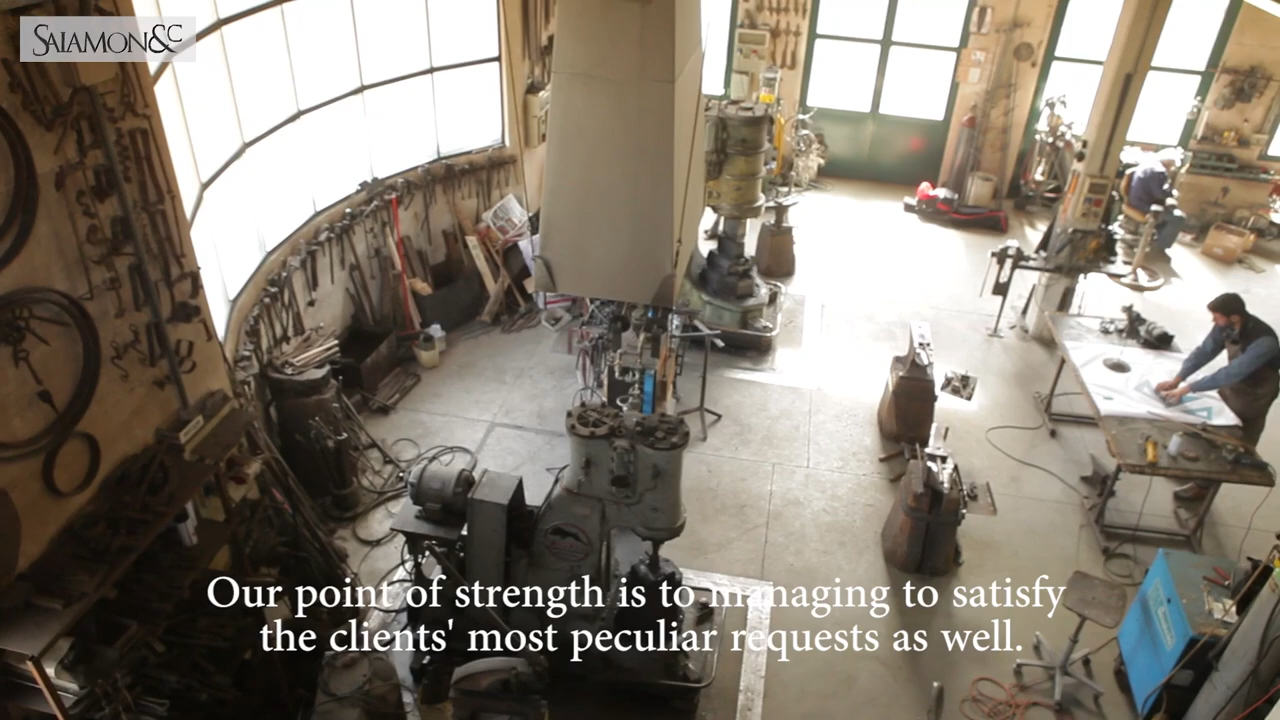 SALAMON&C
Our point of strength is to managing to satisfy
the clients' most peculiar requests as well.